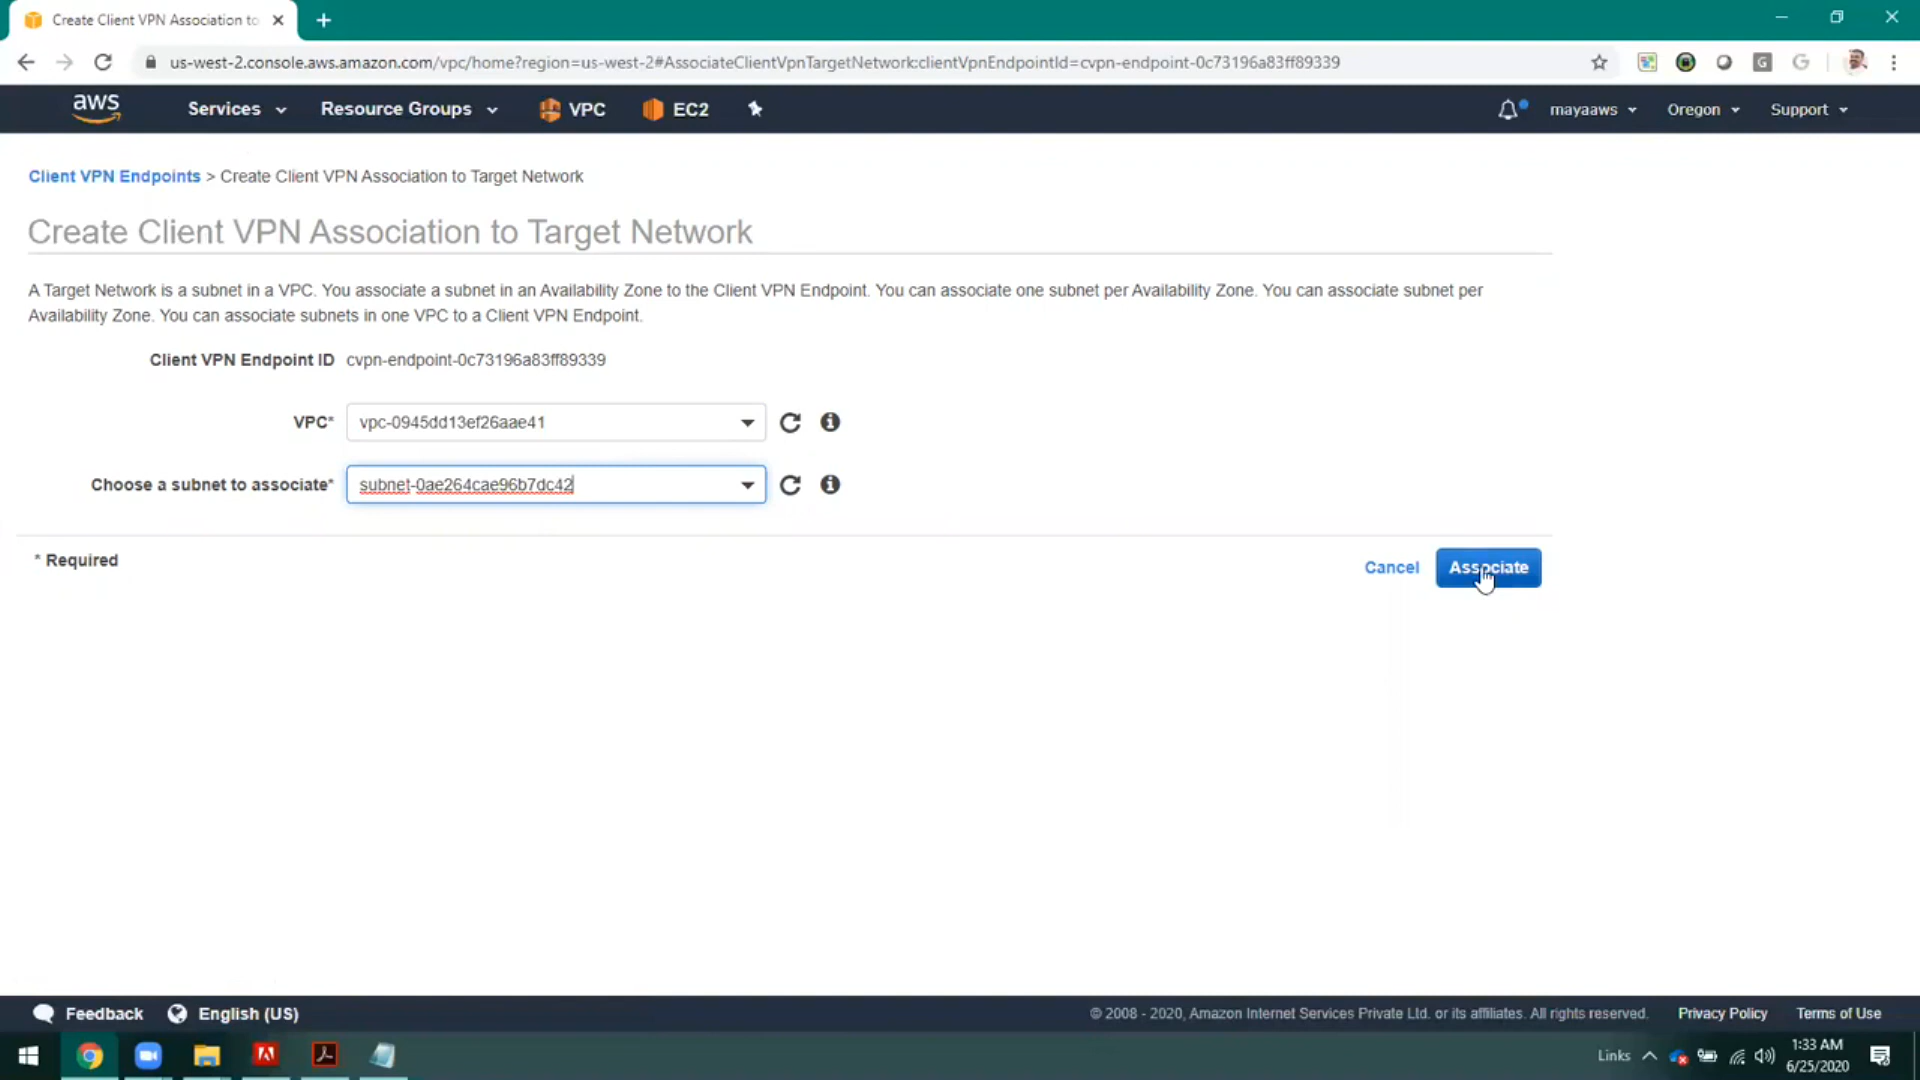 Create Client VPN Association to
us-west-2.console.aws.amazon.com/vpc/home?region=us-west-2#AssociateClientVpnTargetNetwork:clientVpnEndpointId=cvpn-endpoint-0c73196a83ff89339
G
G
aws
Services
Resource Groups
VPC
EC2
mayaaws
Oregon
Support
Client VPN Endpoints > Create Client VPN Association to Target Network
Create Client VPN Association to Target Network
A Target Network is a subnet in a VPC. You associate a subnet in an Availability Zone to the Client VPN Endpoint. You can associate one subnet per Availability Zone. You can associate subnet per
Availability Zone. You can associate subnets in one VPC to a Client VPN Endpoint.
Client VPN Endpoint ID cvpn-endpoint-0c73196a83ff89339
VPC* vpc-0945dd13ef26aae41
Choose a subnet to associate* subnet-0ae264cae96b7dc42
* Required
Cancel
Associate
Feedback
English (US)
© 2008 - 2020, Amazon Internet Services Private Ltd. or its affiliates. All rights reserved.
Privacy Policy
Terms of Use
Links
1:33 AM
6/25/2020